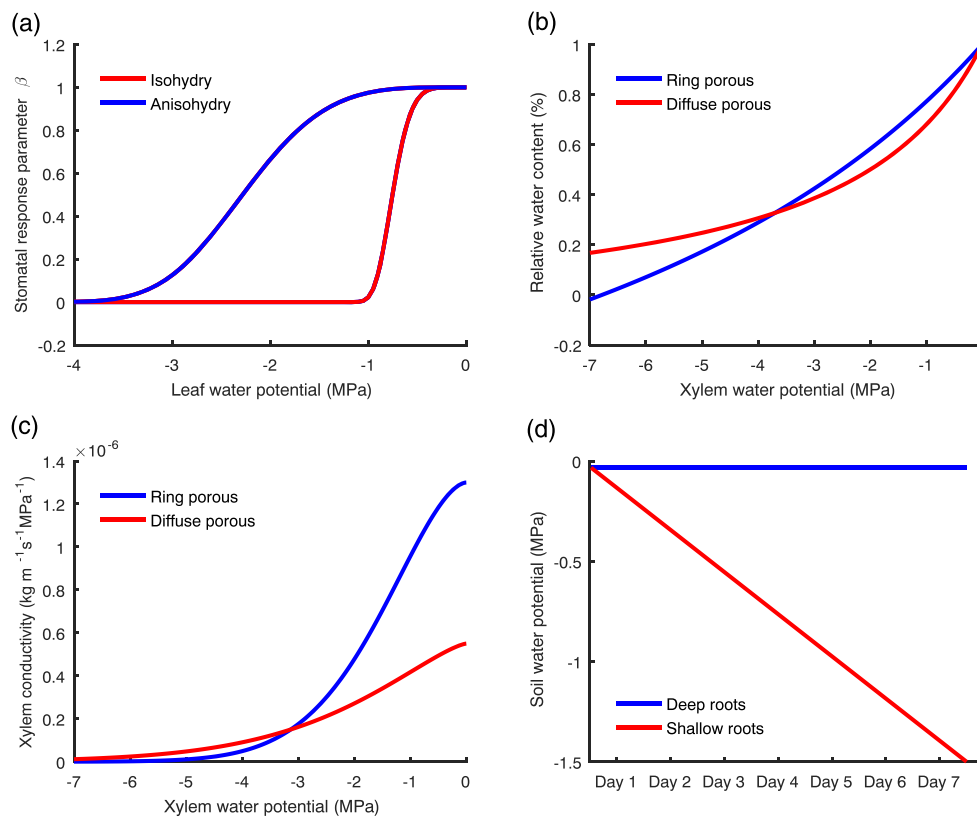 (a)
1.2
1
0.8
0.6
0.4
0.2
0
-0.2
-4
-3
-2
-1
0
Stomatal response parameter β
Leaf water potential (MPa)
Isohydry
Anisohydry
(b)
1
0.8
0.6
0.4
0.2
0
-0.2
-7
-6
-5
-4
-3
-2
-1
Relative water content (%)
Xylem water potential (MPa)
Ring porous
Diffuse porous
(c)
×10⁻⁶
1.4
1.2
1
0.8
0.6
0.4
0.2
0
-7
-6
-5
-4
-3
-2
-1
0
Xylem conductivity (kg m⁻¹s⁻¹MPa⁻¹)
Xylem water potential (MPa)
Ring porous
Diffuse porous
(d)
0
-0.5
-1
-1.5
Day 1
Day 2
Day 3
Day 4
Day 5
Day 6
Day 7
Soil water potential (MPa)
Deep roots
Shallow roots